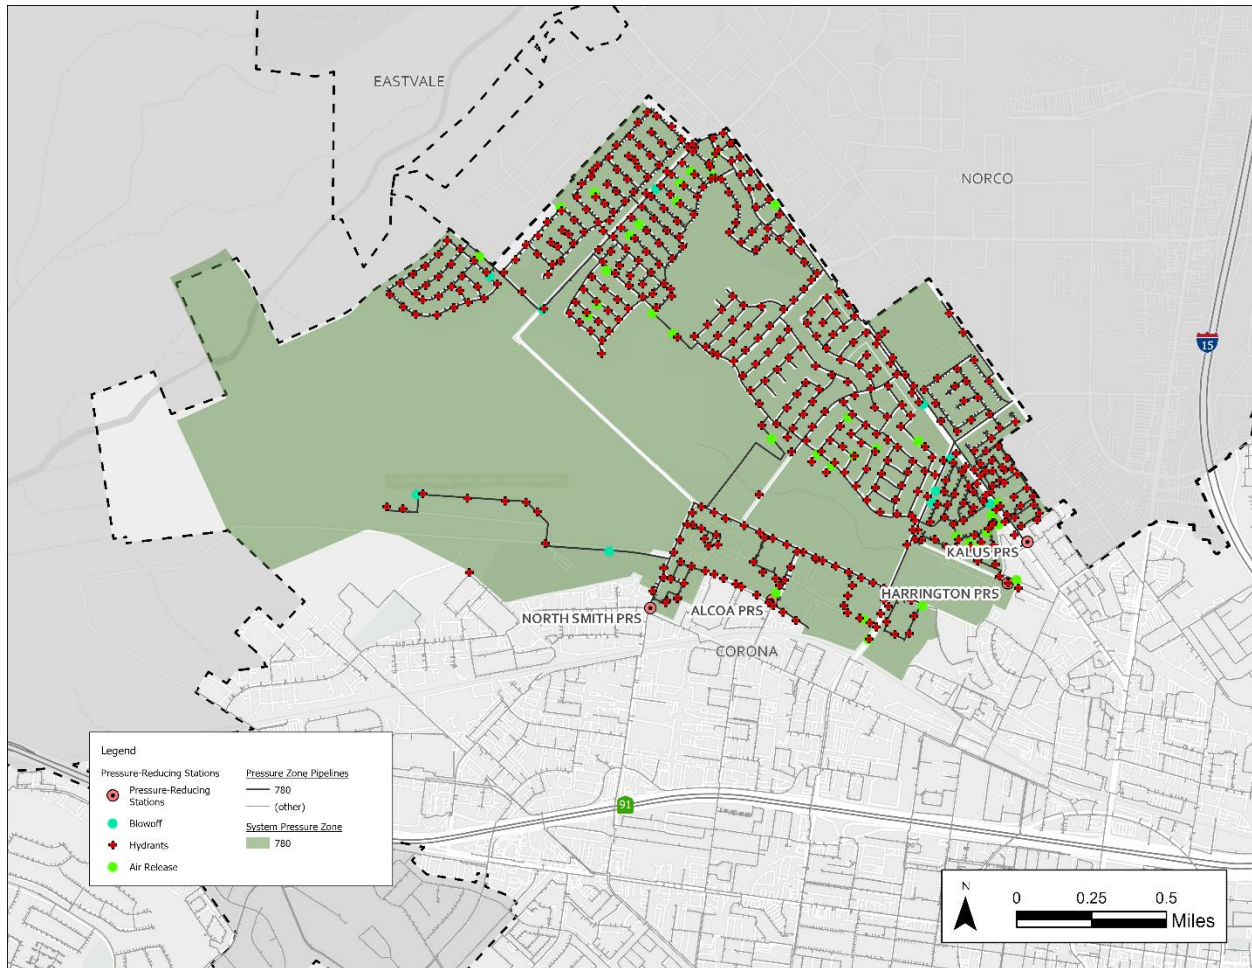 EASTVALE
NORCO
15
KALUS PRS
HARRINGTON PRS
ALCOA PRS
NORTH SMITH PRS
CORONA
91
Legend
Pressure-Reducing Stations
Pressure-Reducing
Stations
Blowoff
Hydrants
Air Release
Pressure Zone Pipelines
780
(other)
System Pressure Zone
780
N
0 0.25 0.5
Miles